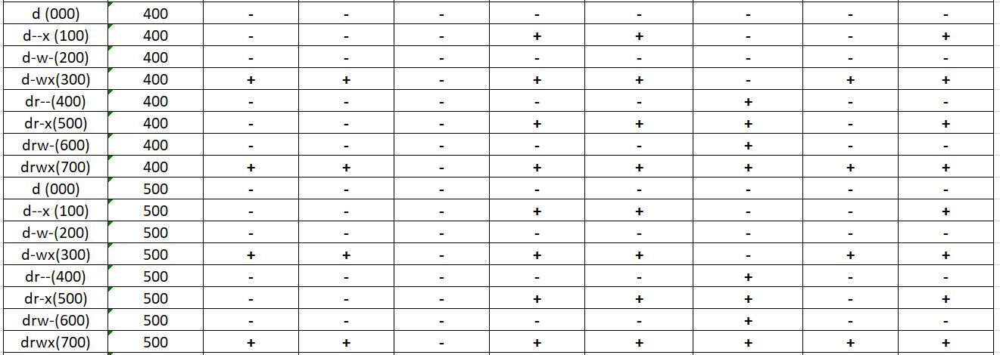 d (000) 400 - - - - - - - -
d--x (100) 400 - - - + + - - +
d-w-(200) 400 - - - - - - - -
d-wx(300) 400 + + - + + - + +
dr--(400) 400 - - - - - + - -
dr-x(500) 400 - - - + + + - +
drw-(600) 400 - - - - - + - -
drwx(700) 400 + + - + + + + +
d (000) 500 - - - - - - - -
d--x (100) 500 - - - + + - - +
d-w-(200) 500 - - - - - - - -
d-wx(300) 500 + + - + + - + +
dr--(400) 500 - - - - - + - -
dr-x(500) 500 - - - + + + - +
drw-(600) 500 - - - - - + - -
drwx(700) 500 + + - + + + + +